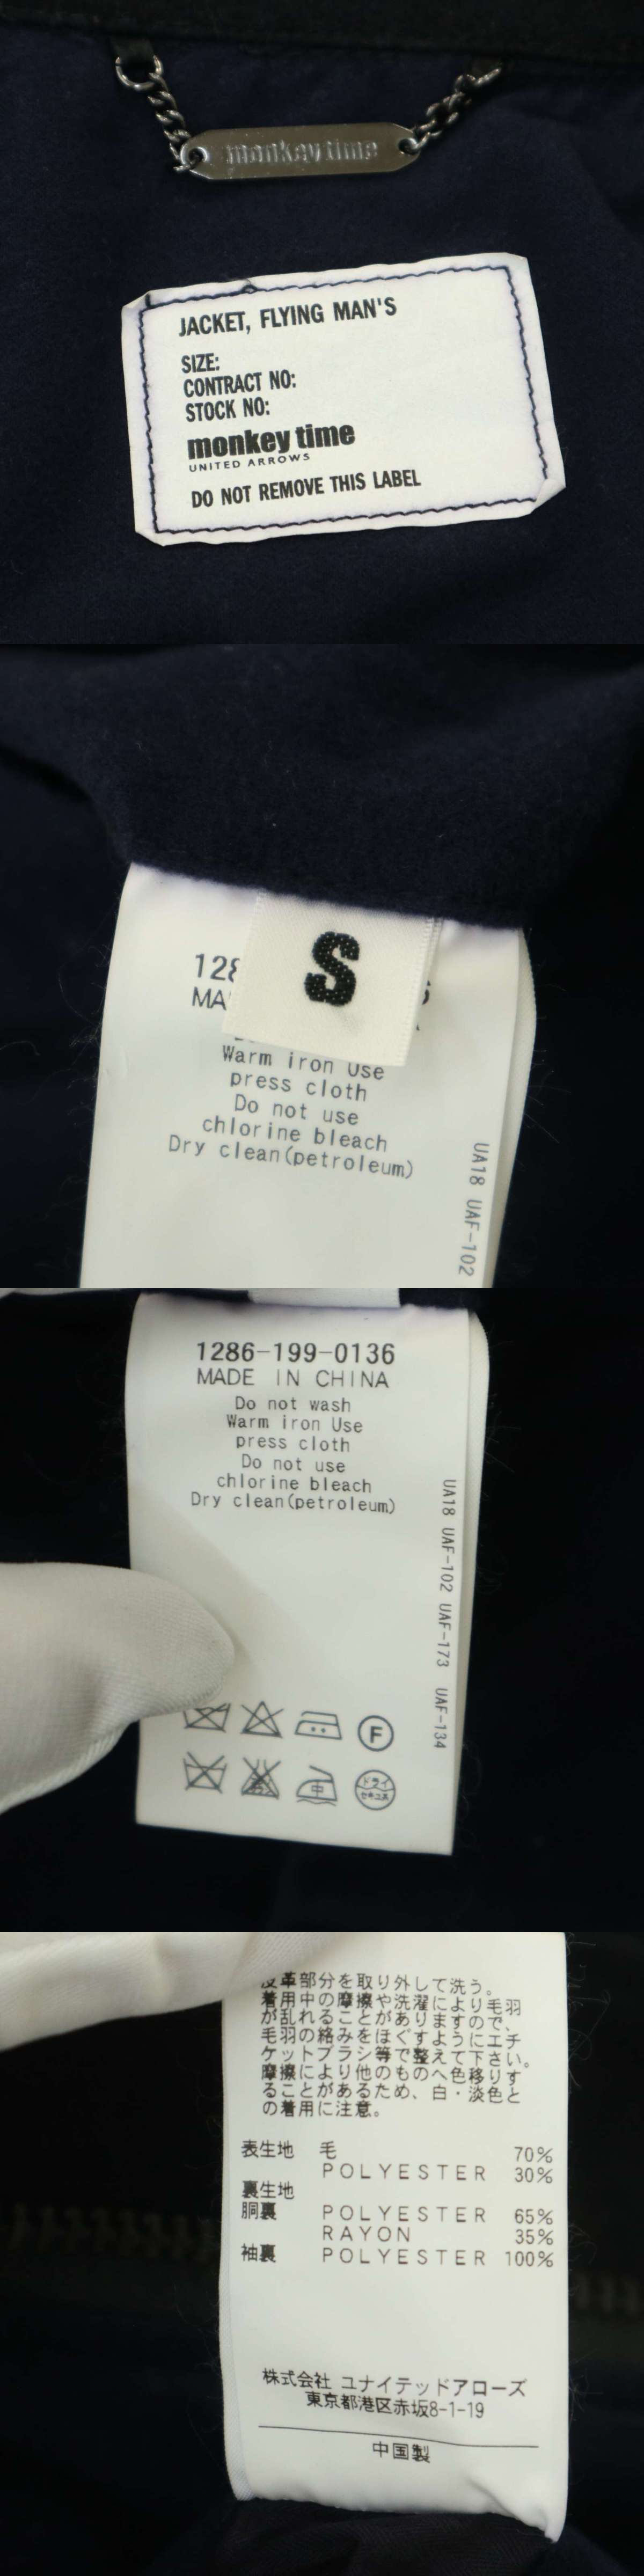 monkey time
JACKET, FLYING MAN'S
SIZE:
CONTRACT NO:
STOCK NO:
monkey time
UNITED ARROWS
DO NOT REMOVE THIS LABEL
S
128
MA
Warm iron Use
press cloth
Do not use
chlorine bleach
Dry clean(petroleum)
UA18 UAF-102
1286-199-0136
MADE IN CHINA
Do not wash
Warm iron Use
press cloth
Do not use
chlorine bleach
Dry clean(petroleum)
UA18 UAF-102 UAF-173 UAF-134
F
中
ドライ
セキユ系
皮革部分を取り外して洗う。
着用中の摩擦や洗濯により毛羽
が乱れることがありますので、
毛羽の絡みをほぐすようにエチ
ケットブラシ等で整えて下さい。
摩擦により他のものへ色移りす
ることがあるため、白・淡色と
の着用に注意。
表生地 毛 70%
POLYESTER 30%
裏生地
胴裏 POLYESTER 65%
RAYON 35%
袖裏 POLYESTER 100%
株式会社 ユナイテッドアローズ
東京都港区赤坂8-1-19
中国製